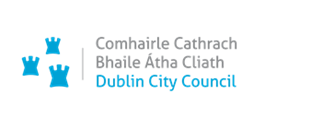 Comhairle Cathrach
Bhaile Átha Cliath
Dublin City Council